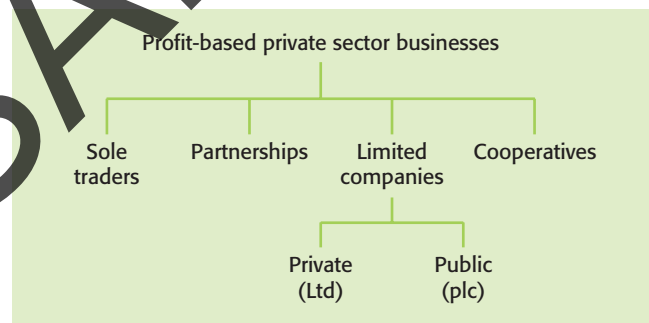 Profit-based private sector businesses
Sole
traders
Partnerships
Limited
companies
Cooperatives
Private
(Ltd)
Public
(plc)